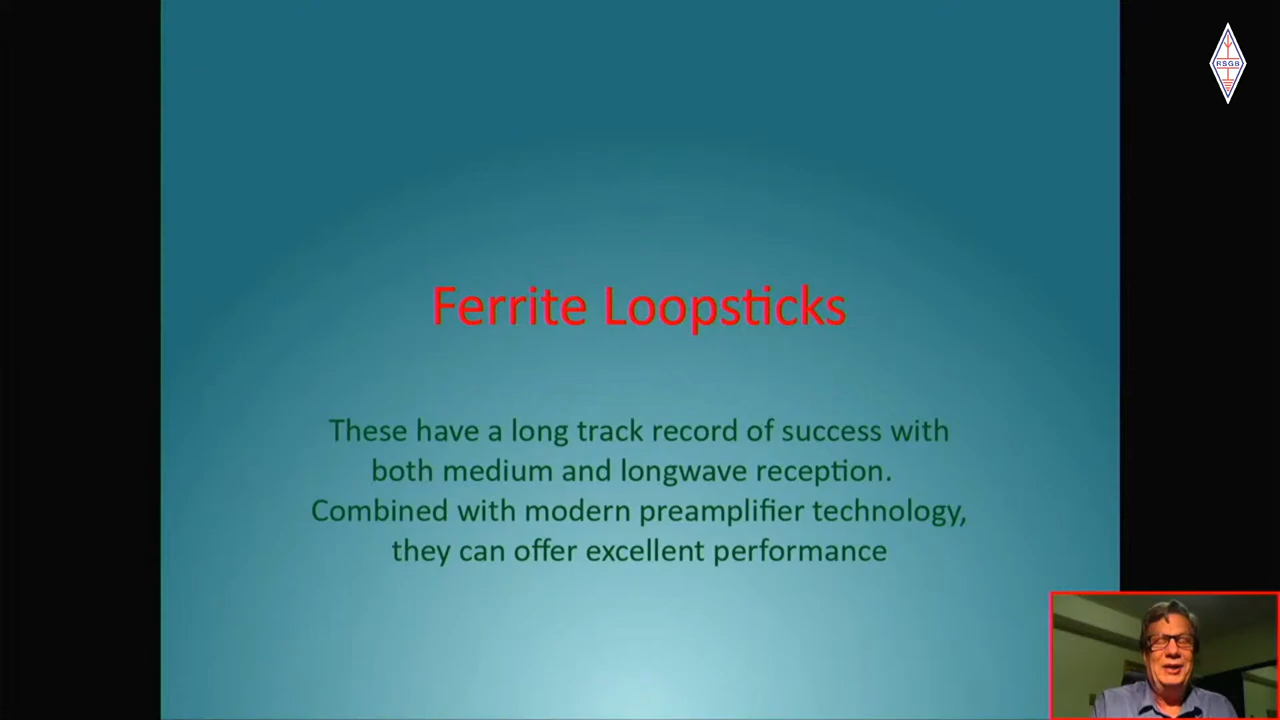 RSGB
Ferrite Loopsticks
These have a long track record of success with
both medium and longwave reception.
Combined with modern preamplifier technology,
they can offer excellent performance